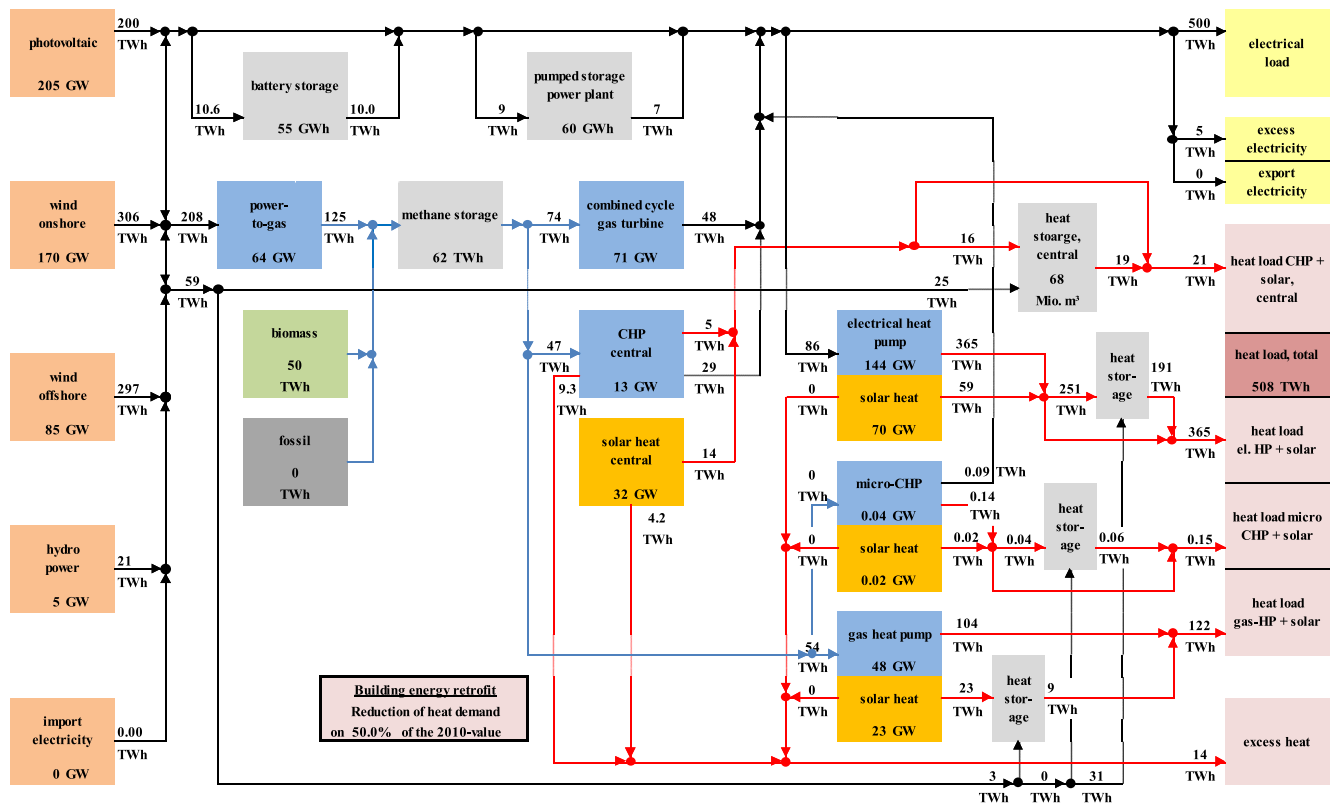 200
TWh
photovoltaic
205 GW
battery storage
55 GWh
10.6
TWh
10.0
TWh
pumped storage
power plant
60 GWh
9
TWh
7
TWh
500
TWh
electrical
load
5
TWh
excess
electricity
0
TWh
export
electricity
wind
onshore
170 GW
306
TWh
208
TWh
power-
to-gas
64 GW
125
TWh
methane storage
62 TWh
74
TWh
combined cycle
gas turbine
71 GW
48
TWh
16
TWh
heat
stoarge,
central
68
Mio. m³
19
TWh
21
TWh
heat load CHP +
solar,
central
59
TWh
25
TWh
biomass
50
TWh
47
TWh
CHP
central
13 GW
5
TWh
29
TWh
9.3
TWh
86
TWh
electrical heat
pump
144 GW
365
TWh
0
TWh
solar heat
70 GW
59
TWh
251
TWh
heat
stor-
age
191
TWh
heat load, total
508 TWh
365
TWh
heat load
el. HP + solar
wind
offshore
85 GW
297
TWh
fossil
0
TWh
solar heat
central
32 GW
14
TWh
4.2
TWh
0
TWh
micro-CHP
0.04 GW
0.09
TWh
0.14
TWh
0
TWh
solar heat
0.02 GW
0.02
TWh
0.04
TWh
heat
stor-
age
0.06
TWh
0.15
TWh
heat load micro
CHP + solar
hydro
power
5 GW
21
TWh
54
TWh
gas heat pump
48 GW
104
TWh
122
TWh
heat load
gas-HP + solar
0
TWh
solar heat
23 GW
23
TWh
heat
stor-
age
9
TWh
import
electricity
0 GW
0.00
TWh
Building energy retrofit
Reduction of heat demand
on 50.0% of the 2010-value
14
TWh
excess heat
3
TWh
0
TWh
31
TWh